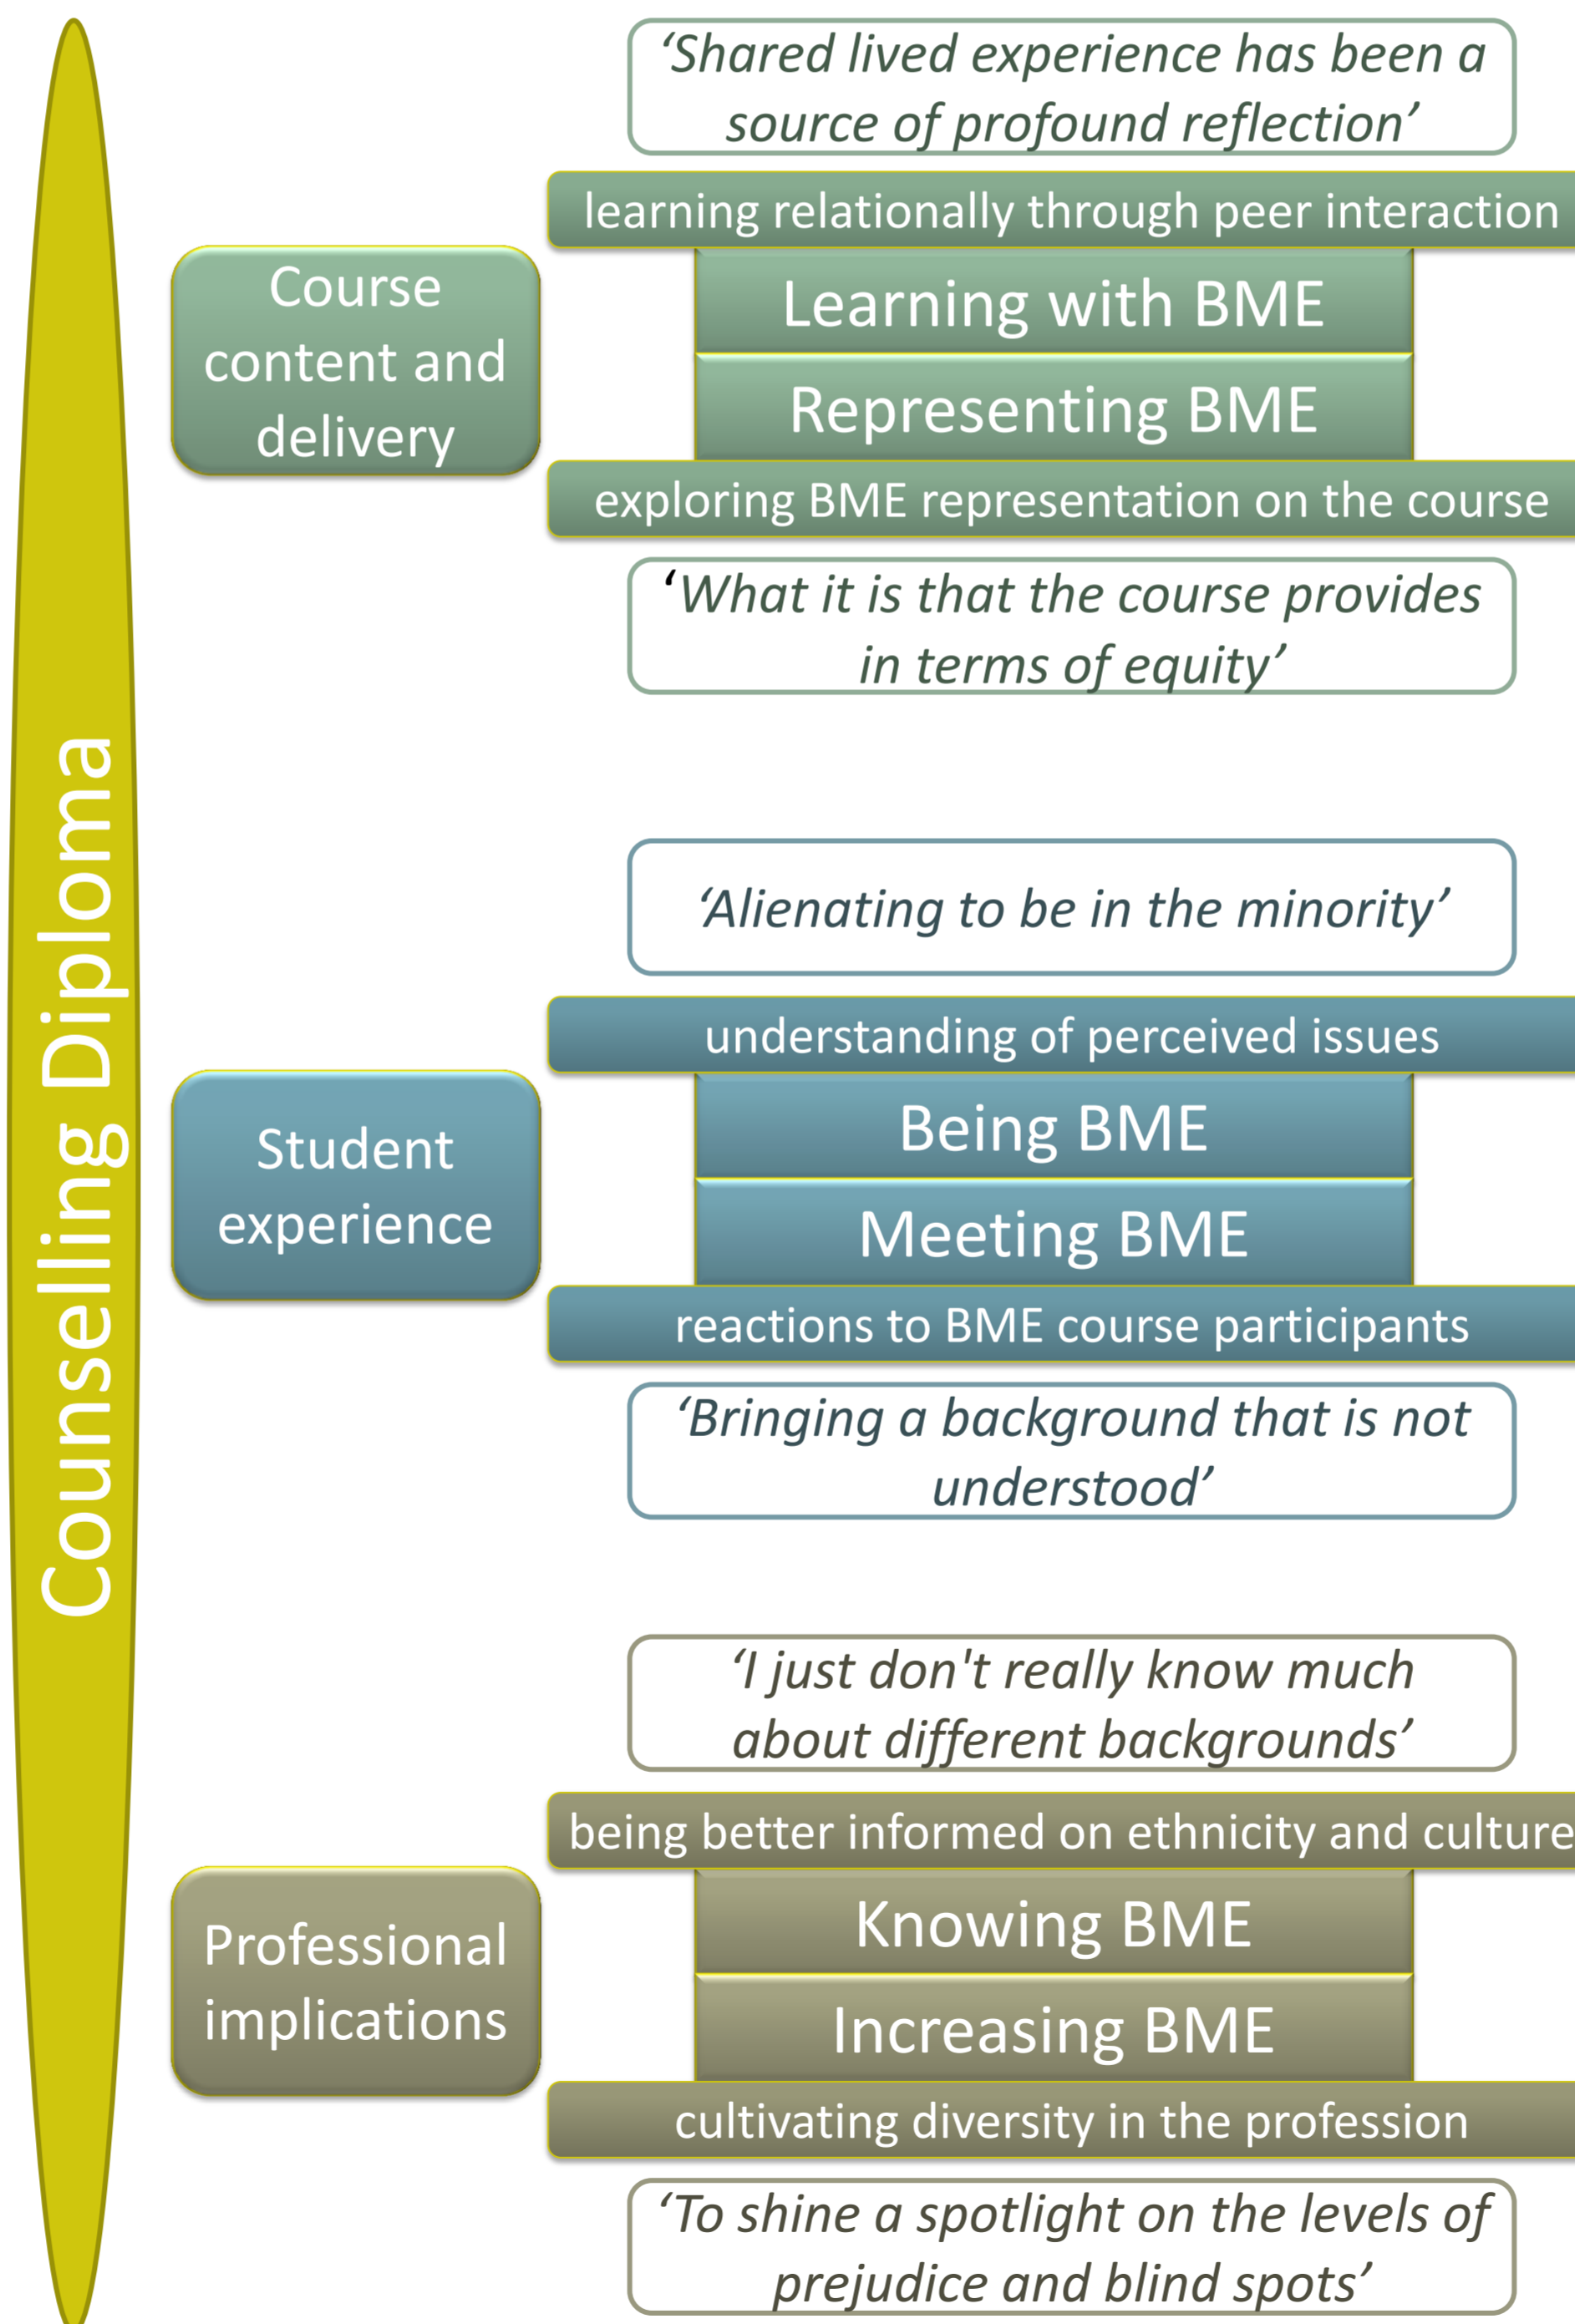 Counselling Diploma
Course
content and
delivery
‘Shared lived experience has been a
source of profound reflection’
learning relationally through peer interaction
Learning with BME
Representing BME
exploring BME representation on the course
‘What it is that the course provides
in terms of equity’
Student
experience
‘Alienating to be in the minority’
understanding of perceived issues
Being BME
Meeting BME
reactions to BME course participants
‘Bringing a background that is not
understood’
Professional
implications
‘I just don't really know much
about different backgrounds’
being better informed on ethnicity and culture
Knowing BME
Increasing BME
cultivating diversity in the profession
‘To shine a spotlight on the levels of
prejudice and blind spots’